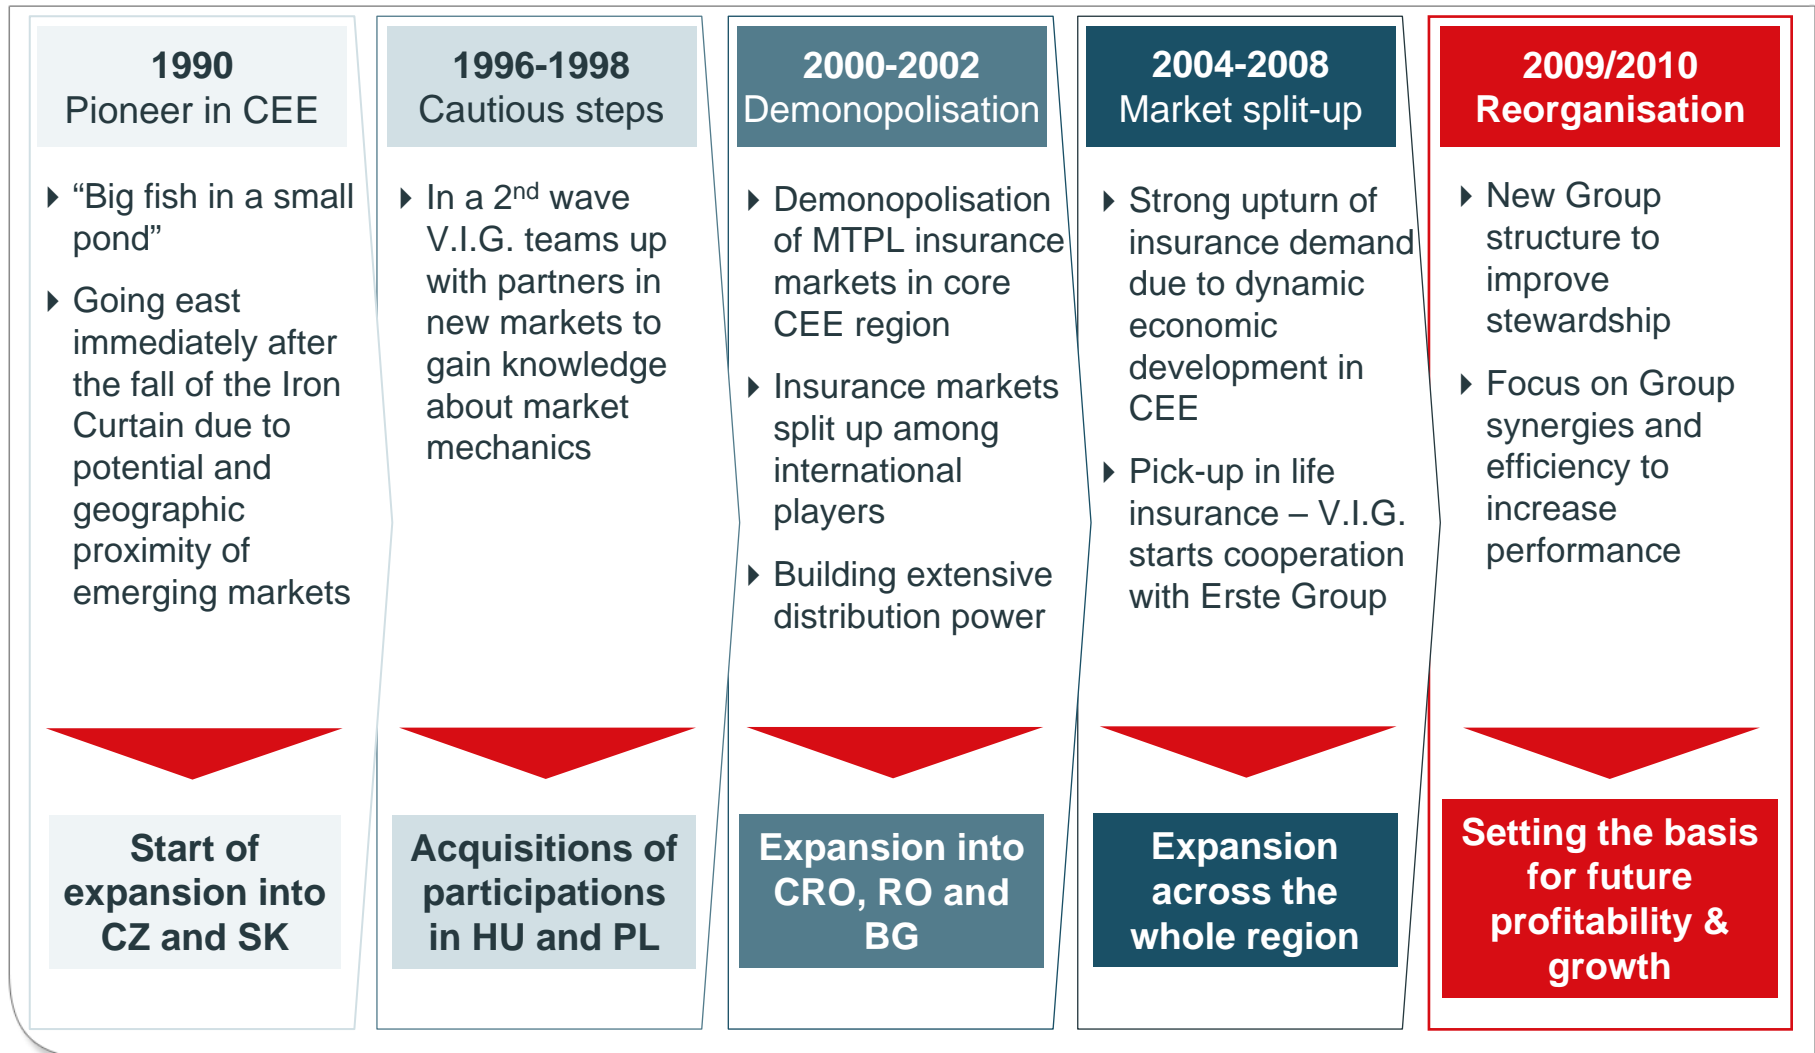 1990
Pioneer in CEE
“Big fish in a small
pond”
Going east
immediately after
the fall of the Iron
Curtain due to
potential and
geographic
proximity of
emerging markets
Start of
expansion into
CZ and SK
1996-1998
Cautious steps
In a 2nd wave
V.I.G. teams up
with partners in
new markets to
gain knowledge
about market
mechanics
Acquisitions of
participations
in HU and PL
2000-2002
Demonopolisation
Demonopolisation
of MTPL insurance
markets in core
CEE region
Insurance markets
split up among
international
players
Building extensive
distribution power
Expansion into
CRO, RO and
BG
2004-2008
Market split-up
Strong upturn of
insurance demand
due to dynamic
economic
development in
CEE
Pick-up in life
insurance – V.I.G.
starts cooperation
with Erste Group
Expansion
across the
whole region
2009/2010
Reorganisation
New Group
structure to
improve
stewardship
Focus on Group
synergies and
efficiency to
increase
performance
Setting the basis
for future
profitability &
growth